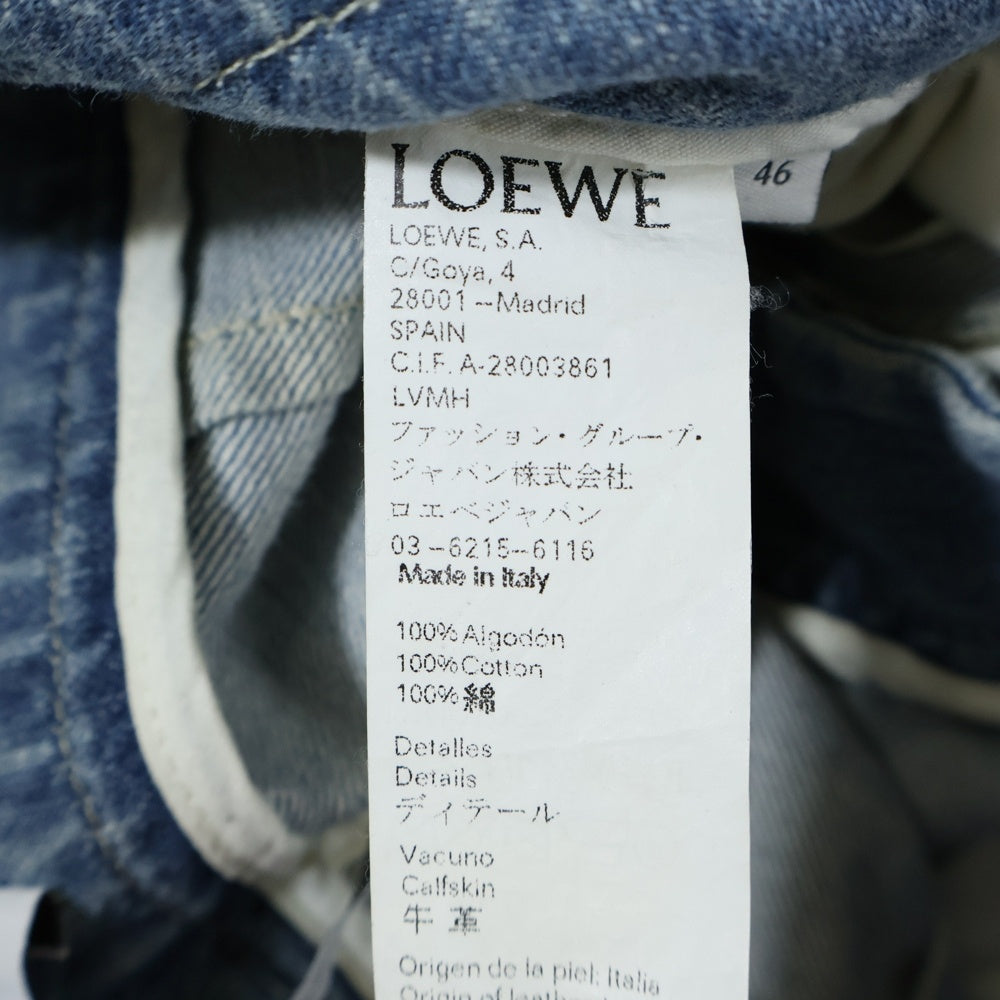 LOEWE
46
LOEWE, S.A.
C/Goya, 4
28001 -- Madrid
SPAIN
C.I.F. A-28003861
LVMH
ファッション・グループ・
ジャパン株式会社
ロエベジャパン
03 -6215-6116
Made in Italy
100% Algodón
100% Cotton
100% 綿
Detalles
Details
ディテール
Vacuno
Calfskin
牛 革
Origen de la piel: Italia
Origin of leather: